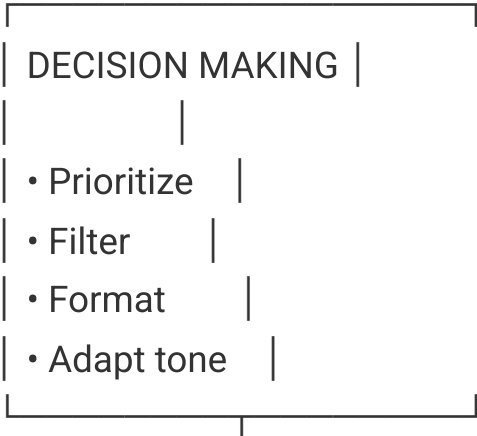 DECISION MAKING
• Prioritize
• Filter
• Format
• Adapt tone